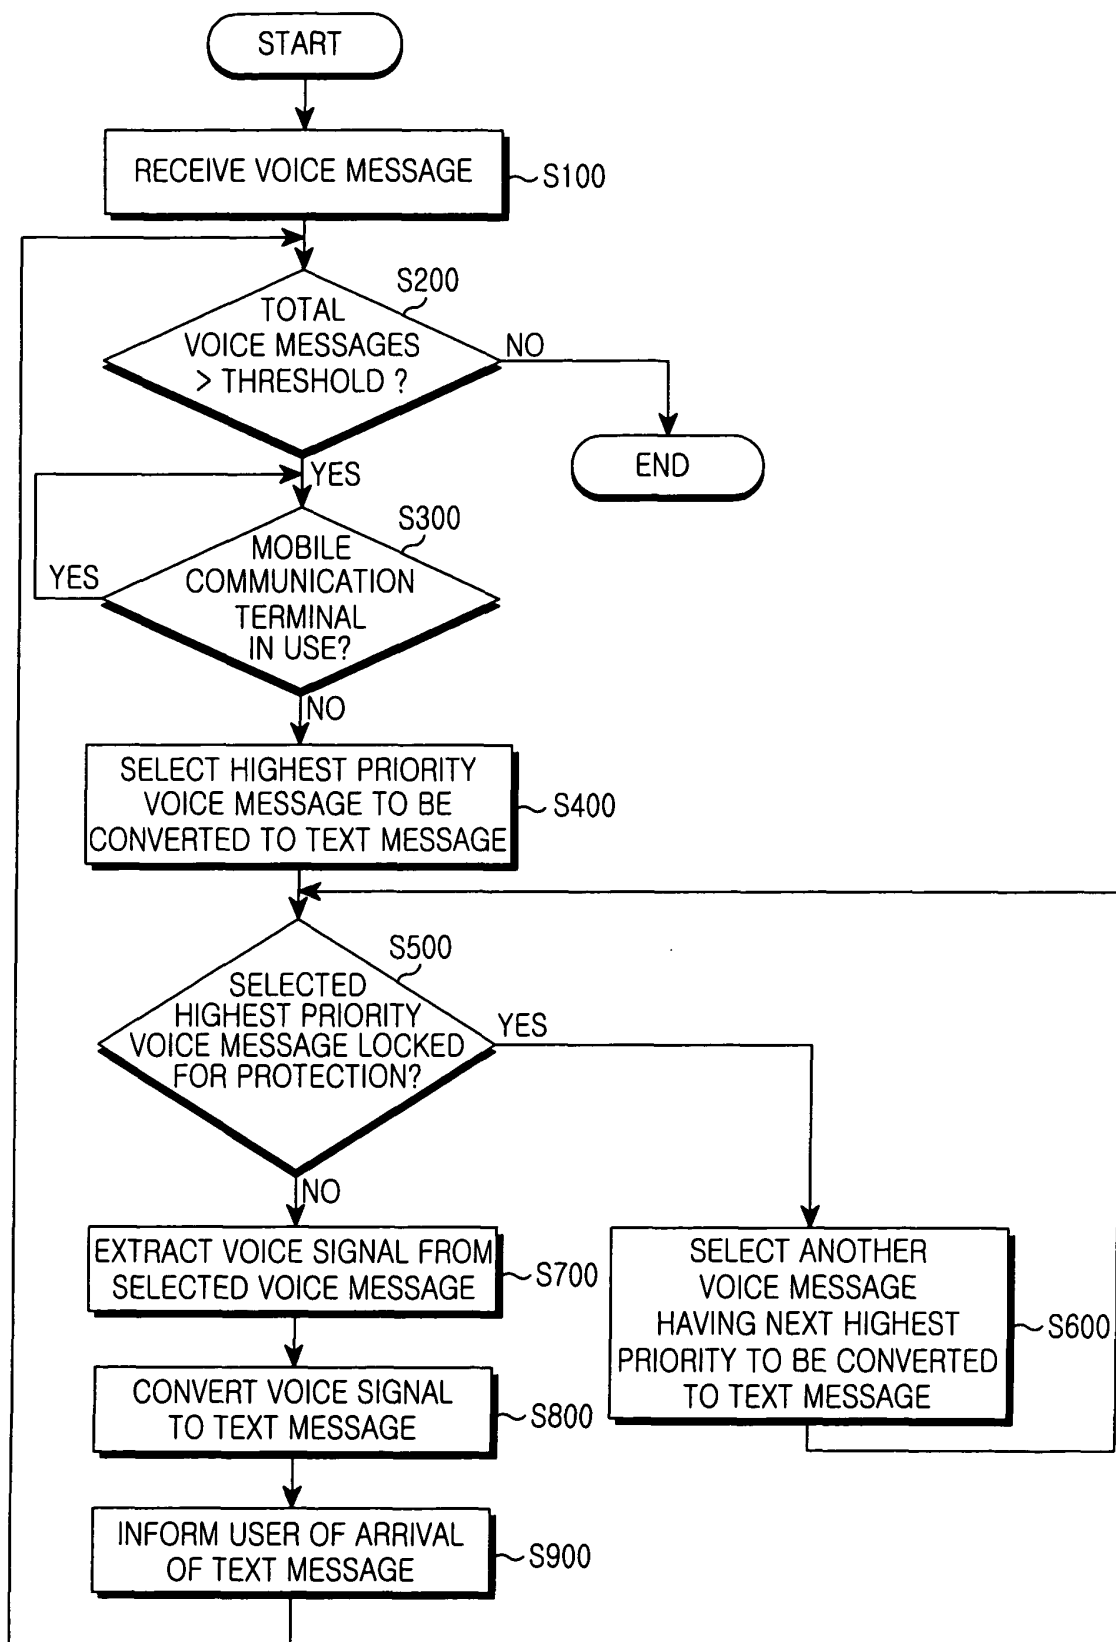 START
RECEIVE VOICE MESSAGE
S100
S200
TOTAL
VOICE MESSAGES
> THRESHOLD ?
NO
END
YES
S300
MOBILE
COMMUNICATION
TERMINAL
IN USE?
YES
NO
SELECT HIGHEST PRIORITY
VOICE MESSAGE TO BE
CONVERTED TO TEXT MESSAGE
S400
S500
SELECTED
HIGHEST PRIORITY
VOICE MESSAGE LOCKED
FOR PROTECTION?
YES
NO
EXTRACT VOICE SIGNAL FROM
SELECTED VOICE MESSAGE
S700
SELECT ANOTHER
VOICE MESSAGE
HAVING NEXT HIGHEST
PRIORITY TO BE CONVERTED
TO TEXT MESSAGE
S600
CONVERT VOICE SIGNAL
TO TEXT MESSAGE
S800
INFORM USER OF ARRIVAL
OF TEXT MESSAGE
S900